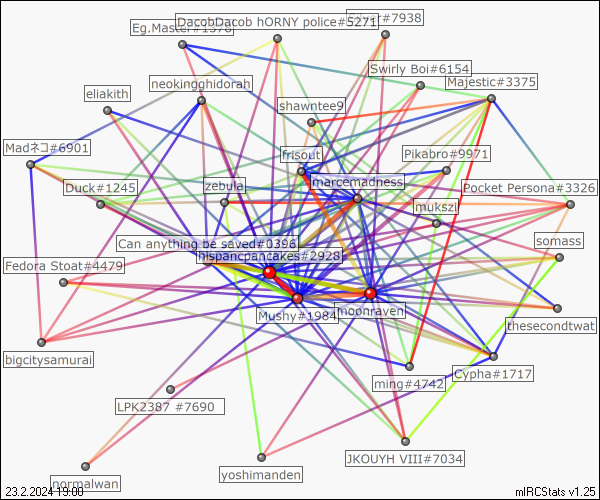 DacobDacob hORNY police#5271
#7938
Eg.Master#1378
Swirly Boi#6154
Majestic#3375
neokingghidorah
eliakith
shawntee9
Madネコ#6901
frisout
Pikabro#9971
zebula
marcemadness
Duck#1245
Pocket Persona#3326
mukszil
Can anything be saved#0396
somass
hispancpancakes#2928
Fedora Stoat#4479
Mushy#1984
moonraven
thesecondtwat
bigcitysamurai
Cypha#1717
ming#4742
LPK2387 #7690
JKOUYH VIII#7034
yoshimanden
normalwan
23.2.2024 19:00
mIRCStats v1.25